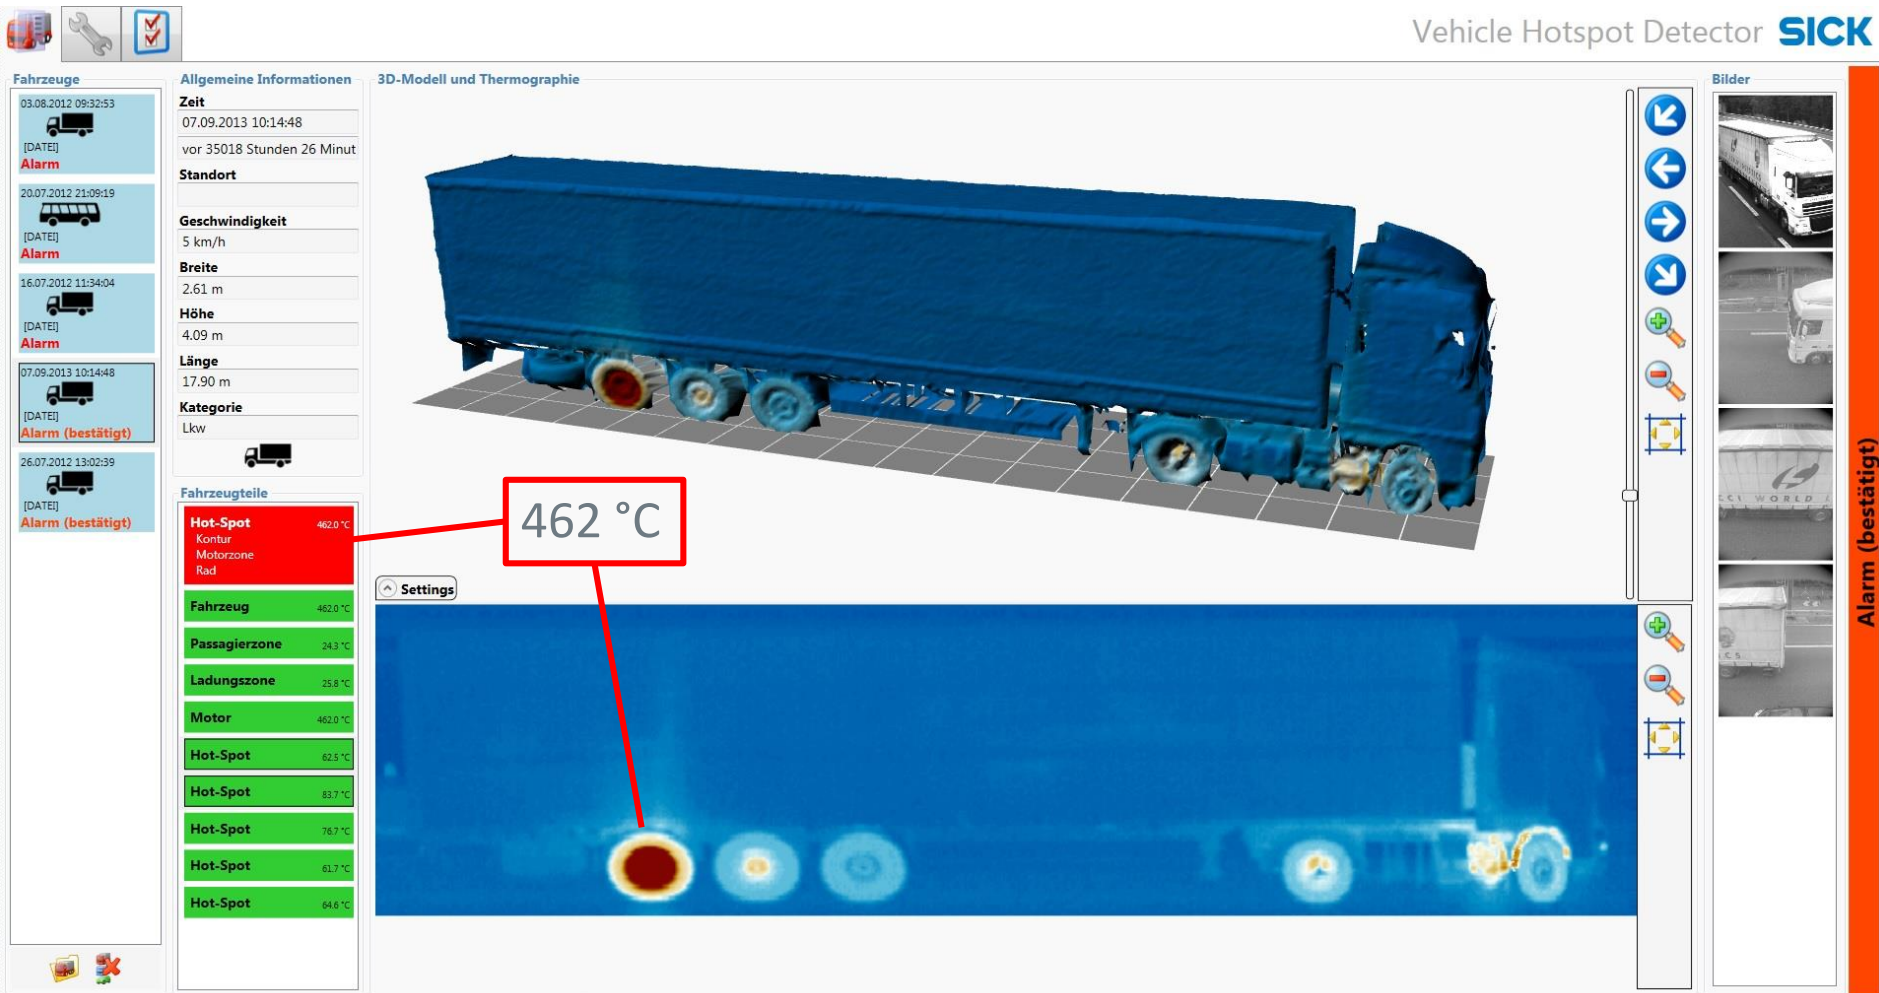 Vehicle Hotspot Detector SICK
Fahrzeuge
03.08.2012 09:32:53
[DATEI]
Alarm
20.07.2012 21:09:19
[DATEI]
Alarm
16.07.2012 11:34:04
[DATEI]
Alarm
07.09.2013 10:14:48
[DATEI]
Alarm (bestätigt)
26.07.2012 13:02:39
[DATEI]
Alarm (bestätigt)
Allgemeine Informationen
Zeit
07.09.2013 10:14:48
vor 35018 Stunden 26 Minut
Standort
Geschwindigkeit
5 km/h
Breite
2.61 m
Höhe
4.09 m
Länge
17.90 m
Kategorie
Lkw
Fahrzeugteile
Hot-Spot 462.0 °C
Kontur
Motorzone
Rad
Fahrzeug 462.0 °C
Passagierzone 24.3 °C
Ladungszone 25.8 °C
Motor 462.0 °C
Hot-Spot 62.5 °C
Hot-Spot 83.7 °C
Hot-Spot 76.7 °C
Hot-Spot 61.7 °C
Hot-Spot 64.6 °C
3D-Modell und Thermographie
462 °C
Settings
Bilder
WORLD
Alarm (bestätigt)